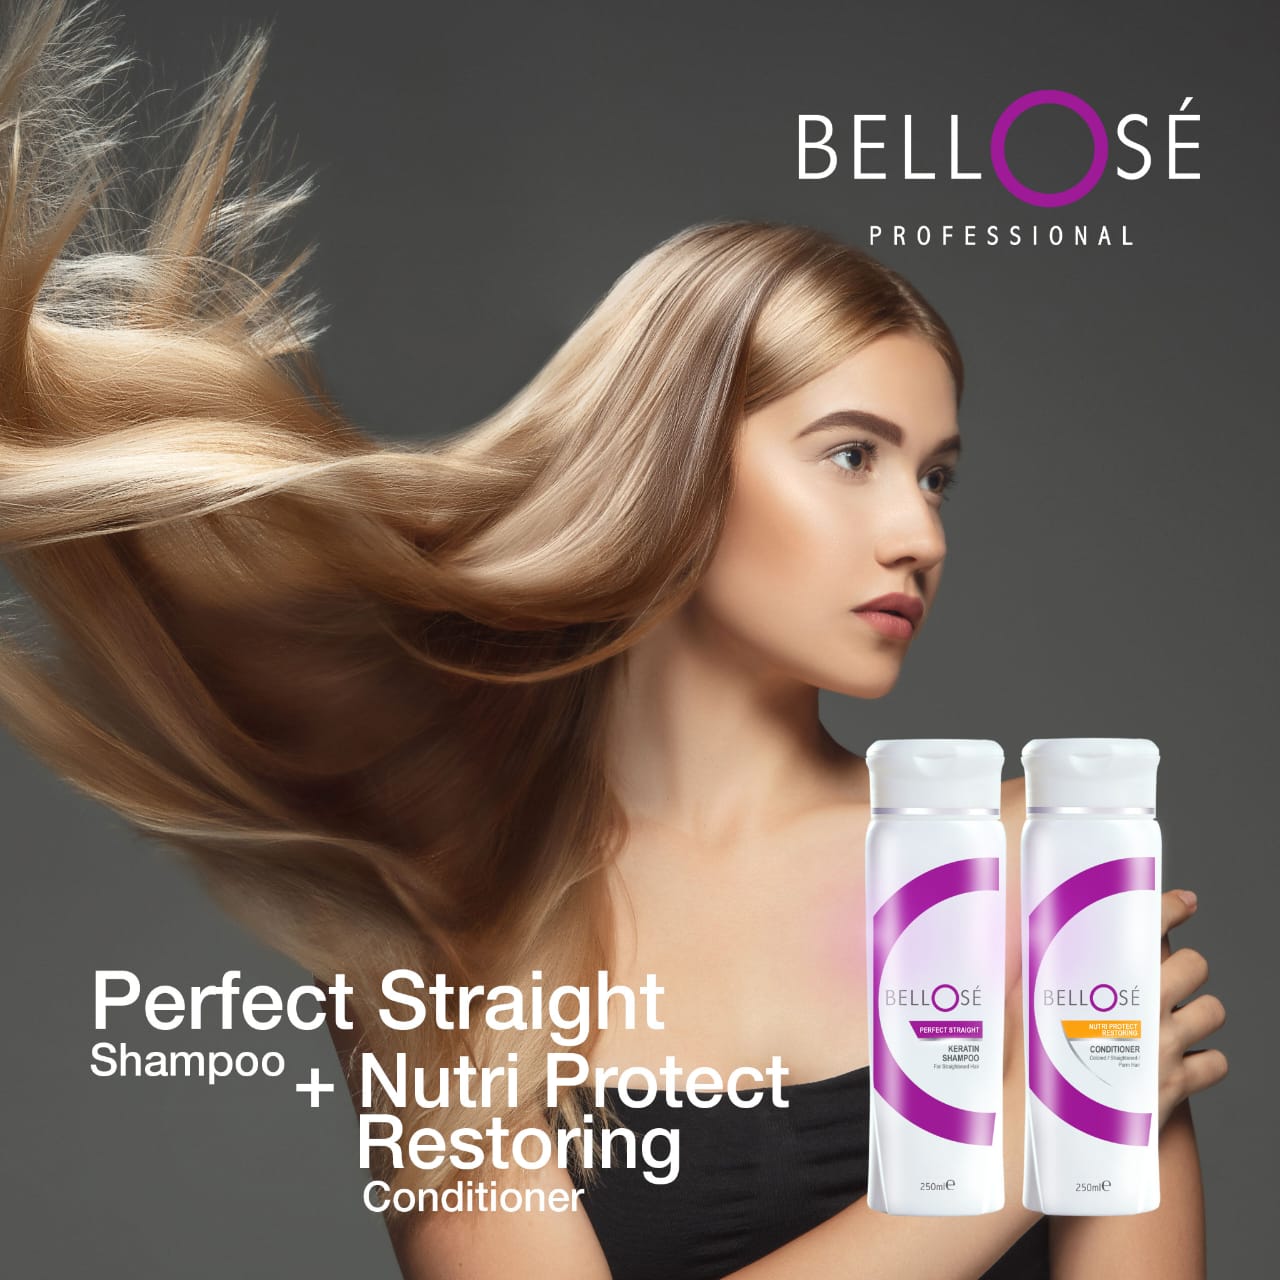 BELLOSÉ
PROFESSIONAL
Perfect Straight
Shampoo
+ Nutri Protect
Restoring
Conditioner
BELLOSÉ
PERFECT STRAIGHT
KERATIN
SHAMPOO
For Straightened Hair
250ml℮
BELLOSÉ
NUTRI PROTECT
RESTORING
CONDITIONER
Colored / Straightened /
Perm Hair
250ml℮